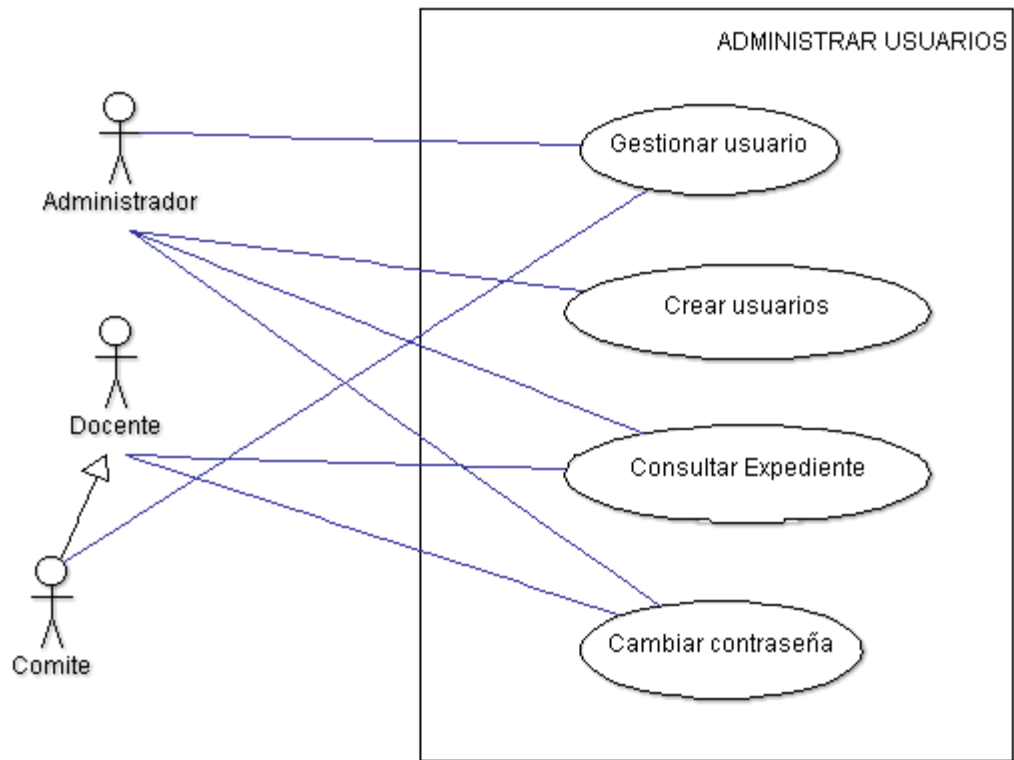 ADMINISTRAR USUARIOS
Gestionar usuario
Administrador
Crear usuarios
Docente
Consultar Expediente
Cambiar contraseña
Comite